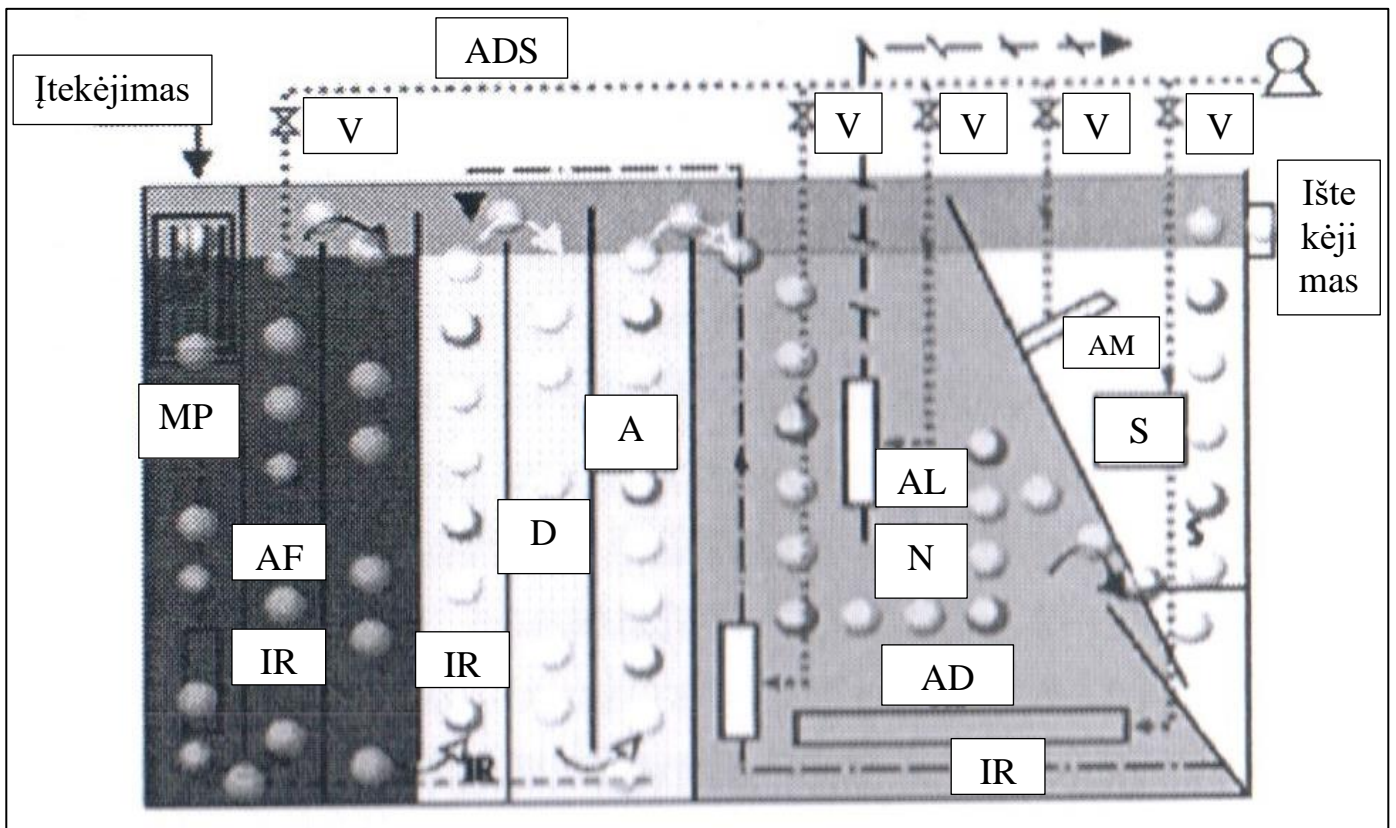 ADS
Įtekėjimas
V
V
V
V
V
Ište
kėji
mas
AM
MP
A
S
AL
D
AF
N
IR
IR
AD
IR
IR